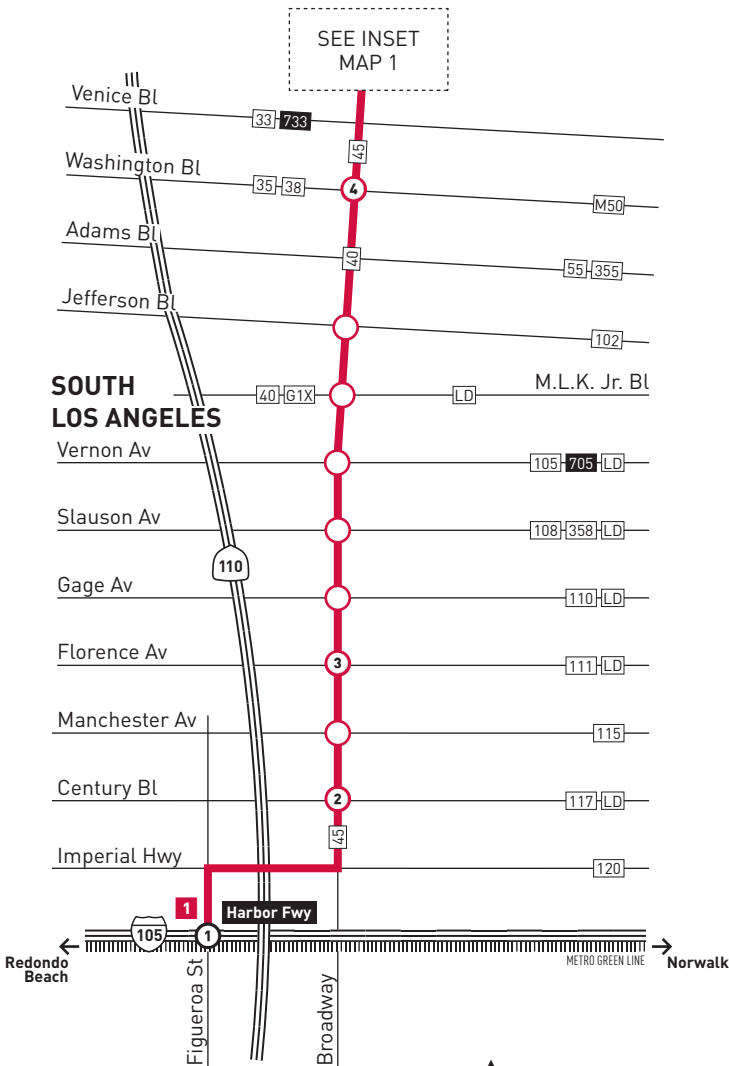 SEE INSET
MAP 1
Venice Bl
33 733
45
Washington Bl
35 38
4
M50
Adams Bl
40
55 355
Jefferson Bl
102
SOUTH
LOS ANGELES
40 G1X
LD
M.L.K. Jr. Bl
Vernon Av
105 705 LD
Slauson Av
108 358 LD
110
Gage Av
110 LD
Florence Av
3
111 LD
Manchester Av
115
Century Bl
2
117 LD
45
Imperial Hwy
120
1
Harbor Fwy
105
1
Redondo
Beach
METRO GREEN LINE
Norwalk
Figueroa St
Broadway